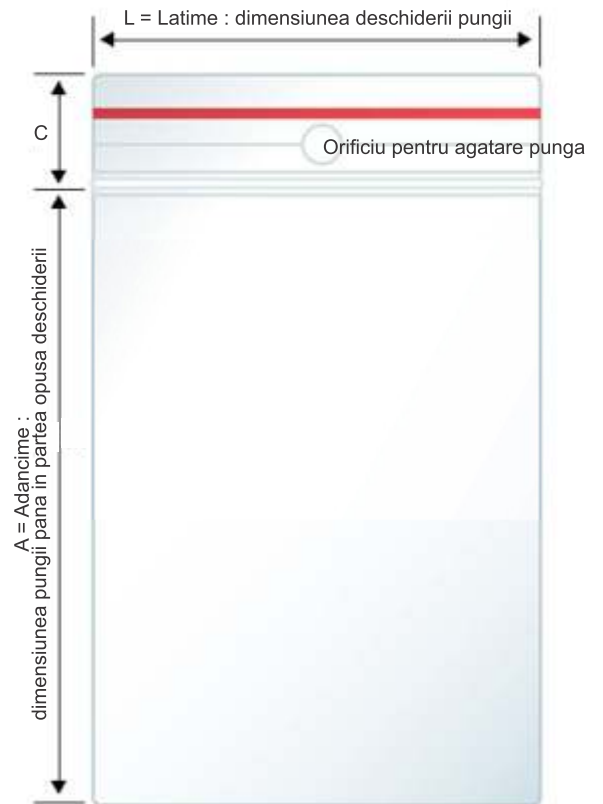 L = Latime : dimensiunea deschiderii pungii
C
Orificiu pentru agatare punga
A = Adancime :
dimensiunea pungii pana in partea opusa deschiderii